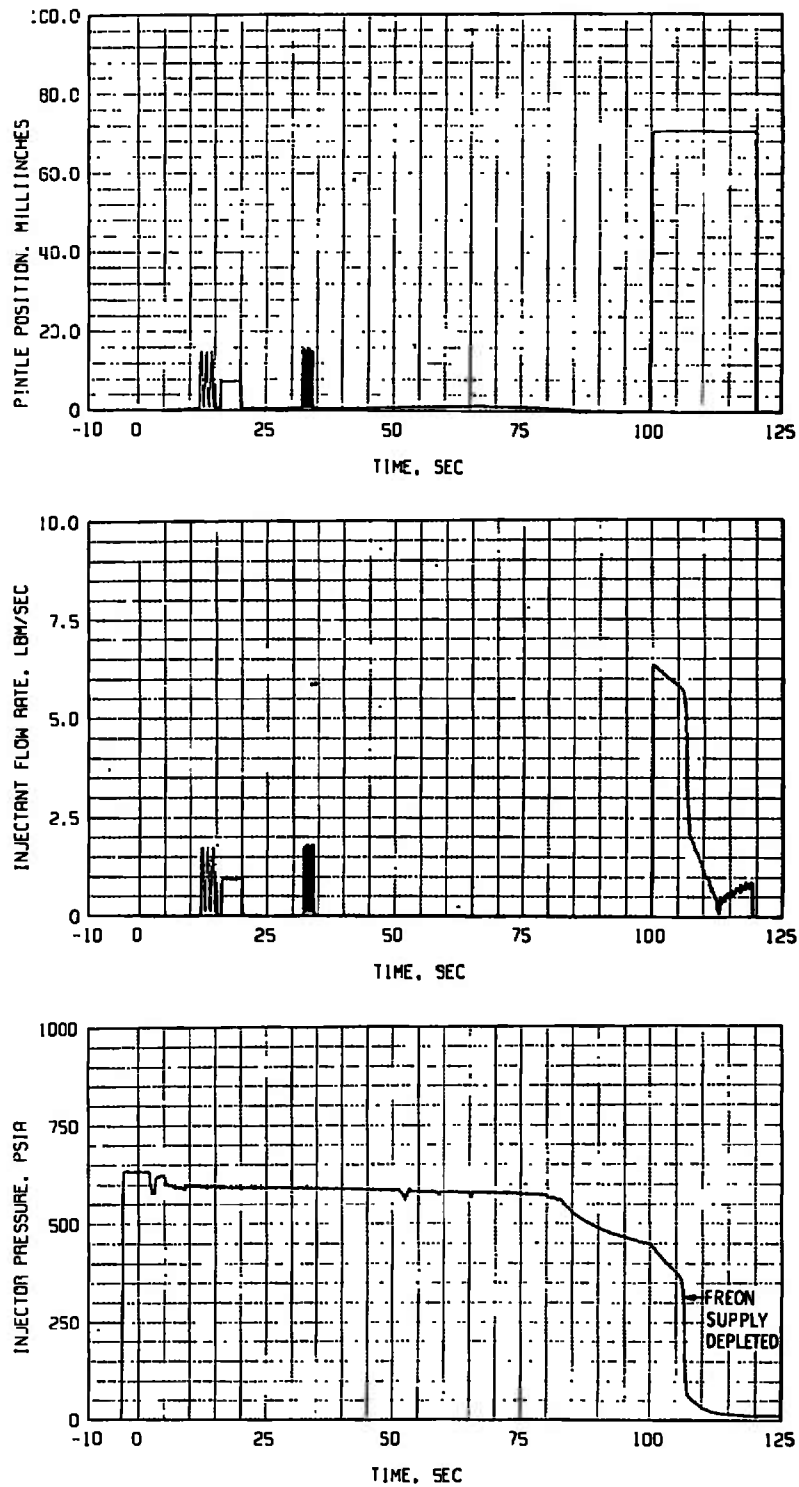 100.0
80.0
60.0
40.0
20.0
0
PINTLE POSITION, MILLIINCHES
-10 0 25 50 75 100 125
TIME, SEC
10.0
7.5
5.0
2.5
0
INJECTANT FLOW RATE, LBM/SEC
-10 0 25 50 75 100 125
TIME, SEC
1000
750
500
250
0
INJECTOR PRESSURE, PSIA
FREON
SUPPLY
DEPLETED
-10 0 25 50 75 100 125
TIME, SEC